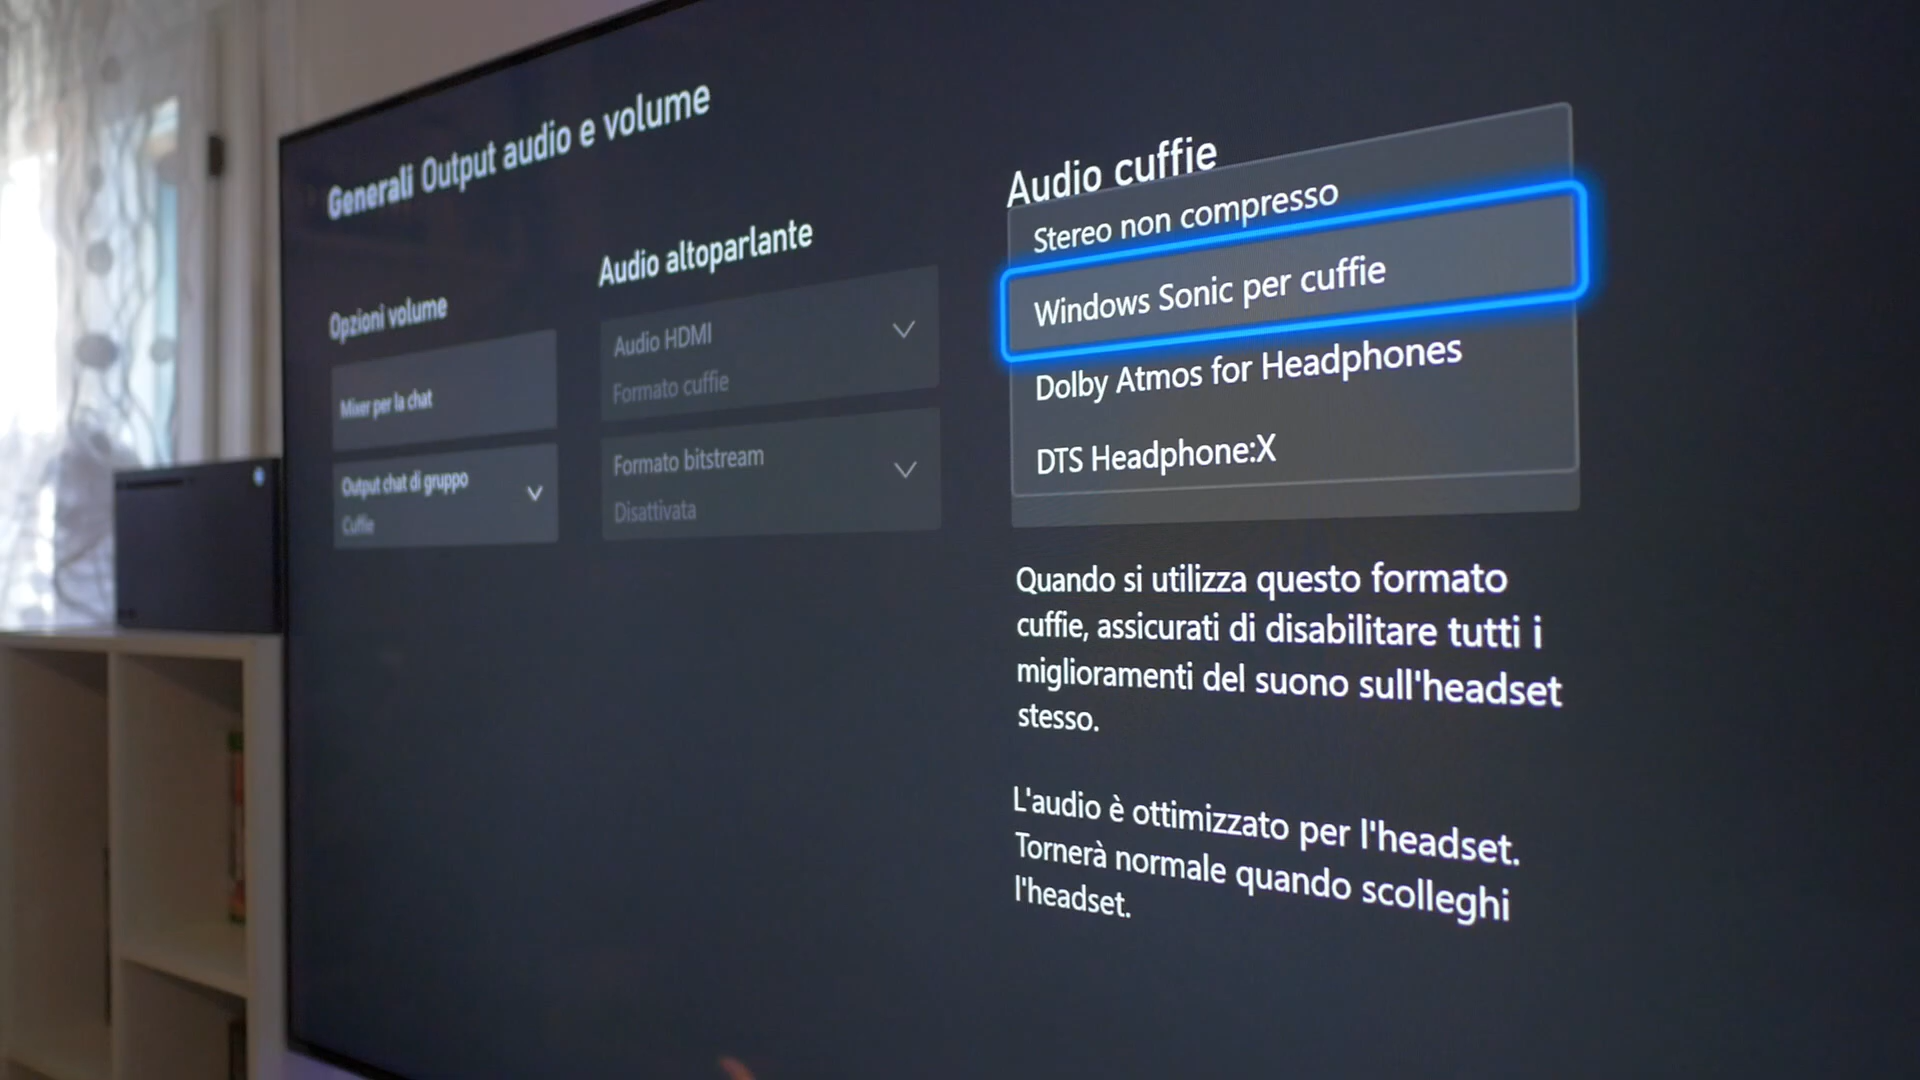 Generali Output audio e volume
Opzioni volume
Mixer per la chat
Output chat di gruppo
Cuffie
Audio altoparlante
Audio HDMI
Formato cuffie
Formato bitstream
Disattivata
Audio cuffie
Stereo non compresso
Windows Sonic per cuffie
Dolby Atmos for Headphones
DTS Headphone:X
Quando si utilizza questo formato
cuffie, assicurati di disabilitare tutti i
miglioramenti del suono sull'headset
stesso.
L'audio è ottimizzato per l'headset.
Tornerà normale quando scolleghi
l'headset.